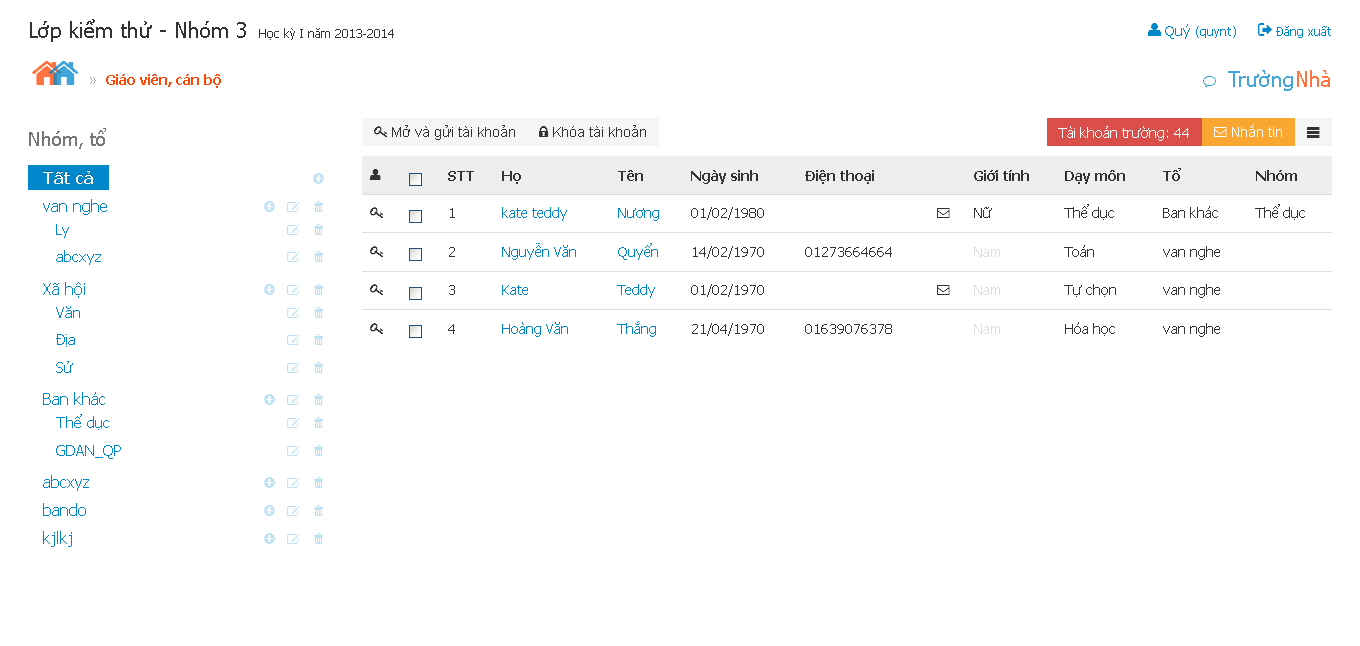 Lớp kiểm thử - Nhóm 3 Học kỳ I năm 2013-2014
Quý (quynt) Đăng xuất
» Giáo viên, cán bộ
TrườngNhà
Nhóm, tổ
Tất cả
van nghe
Ly
abcxyz
Xã hội
Văn
Địa
Sử
Ban khác
Thể dục
GDAN_QP
abcxyz
bando
kjlkj
Mở và gửi tài khoản Khóa tài khoản
Tài khoản trường: 44 Nhắn tin
STT Họ Tên Ngày sinh Điện thoại Giới tính Dạy môn Tổ Nhóm
1 kate teddy Nương 01/02/1980 Nữ Thể dục Ban khác Thể dục
2 Nguyễn Văn Quyển 14/02/1970 01273664664 Nam Toán van nghe
3 Kate Teddy 01/02/1970 Nam Tự chọn van nghe
4 Hoàng Văn Thắng 21/04/1970 01639076378 Nam Hóa học van nghe